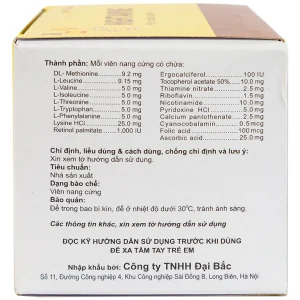 Thành phần: Mỗi viên nang cứng có chứa:
DL- Methionine 9.2 mg
L-Leucine 9.15 mg
L-Valine 5.0 mg
L-Isoleucine 5.0 mg
L-Threonine 5.0 mg
L-Tryptophan 5.0 mg
L-Phenylalanine 5.0 mg
Lysine HCl 25.0 mg
Retinol palmitate 1,000 IU
Ergocalciferol 100 IU
Tocopherol acetate 50% 10.0 mg
Thiamine nitrate 2.5 mg
Riboflavin 1.5 mg
Nicotinamide 10.0 mg
Pyridoxine HCl 5.0 mg
Calcium pantothenate 2.5 mg
Cyanocobalamin 0.5 mcg
Folic acid 100 mcg
Ascorbic acid 25.0 mg
Chỉ định, liều dùng & cách dùng, chống chỉ định và lưu ý:
Xin xem tờ hướng dẫn sử dụng.
Tiêu chuẩn:
Nhà sản xuất
Dạng bào chế:
Viên nang cứng
Bảo quản:
Để trong bao bì kín, để ở nhiệt độ dưới 30°C, tránh ánh sáng.
Các thông tin khác, xin xem tờ hướng dẫn sử dụng
ĐỌC KỸ HƯỚNG DẪN SỬ DỤNG TRƯỚC KHI DÙNG
ĐỂ XA TẦM TAY TRẺ EM
Nhập khẩu bởi: Công ty TNHH Đại Bắc
Số 11, Đường Công nghiệp 4, Khu Công nghiệp Sài Đồng B, Long Biên, Hà Nội